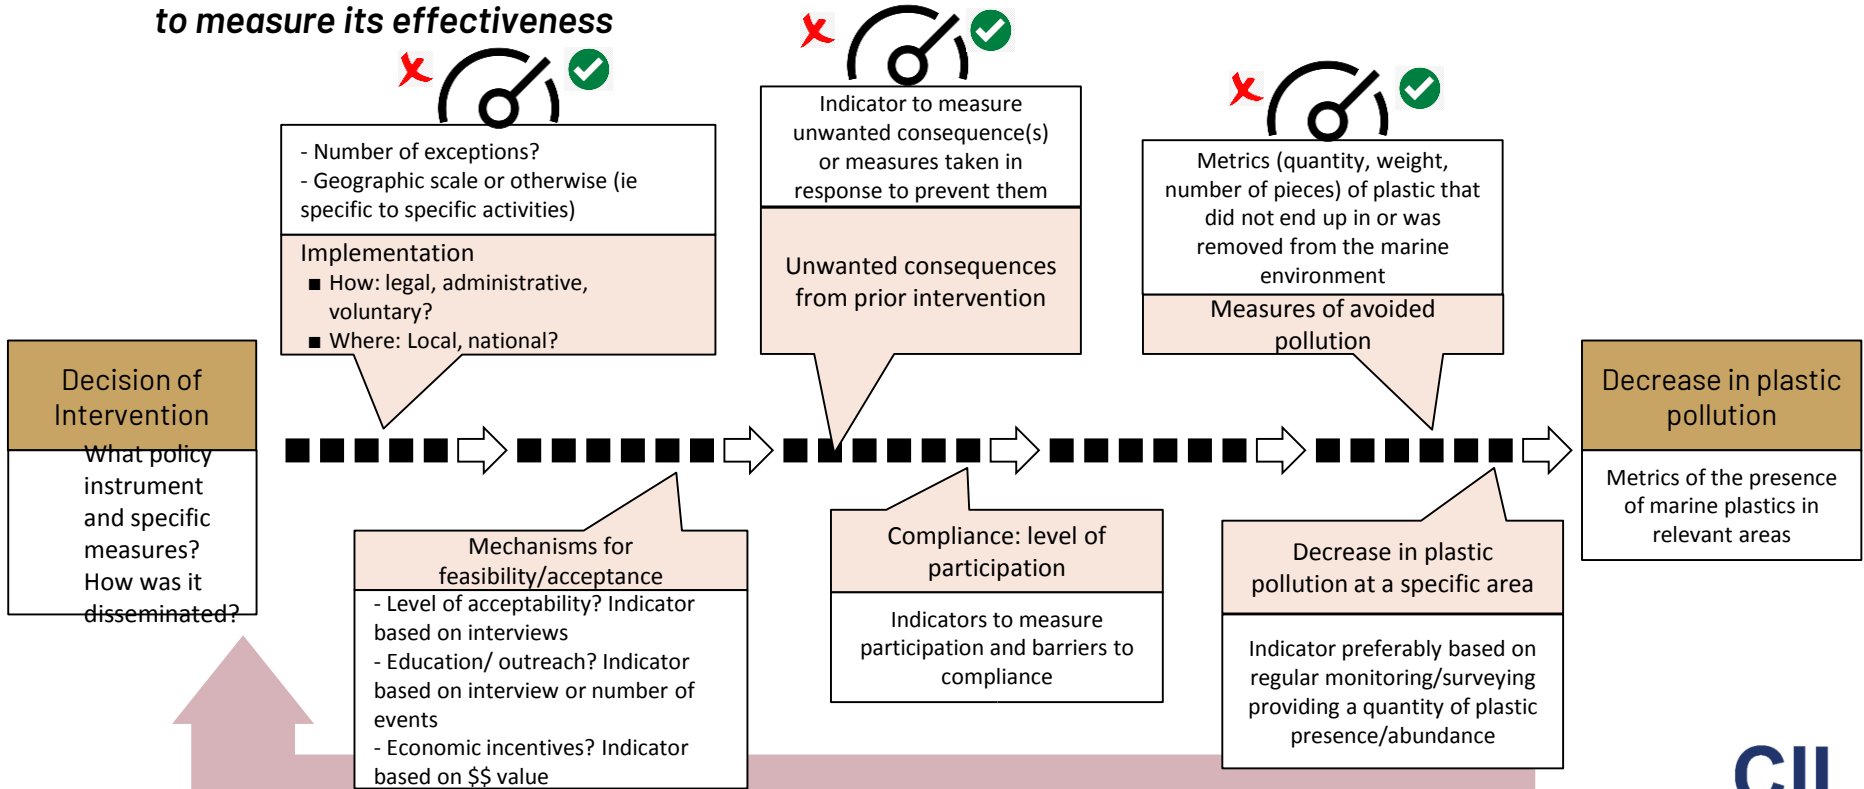 to measure its effectiveness
- Number of exceptions?
- Geographic scale or otherwise (ie
specific to specific activities)
Implementation
■ How: legal, administrative,
voluntary?
■ Where: Local, national?
Indicator to measure
unwanted consequence(s)
or measures taken in
response to prevent them
Unwanted consequences
from prior intervention
Metrics (quantity, weight,
number of pieces) of plastic that
did not end up in or was
removed from the marine
environment
Measures of avoided
pollution
Decision of
Intervention
What policy
instrument
and specific
measures?
How was it
disseminated?
Decrease in plastic
pollution
Metrics of the presence
of marine plastics in
relevant areas
Mechanisms for
feasibility/acceptance
- Level of acceptability? Indicator
based on interviews
- Education/ outreach? Indicator
based on interview or number of
events
- Economic incentives? Indicator
based on $$ value
Compliance: level of
participation
Indicators to measure
participation and barriers to
compliance
Decrease in plastic
pollution at a specific area
Indicator preferably based on
regular monitoring/surveying
providing a quantity of plastic
presence/abundance